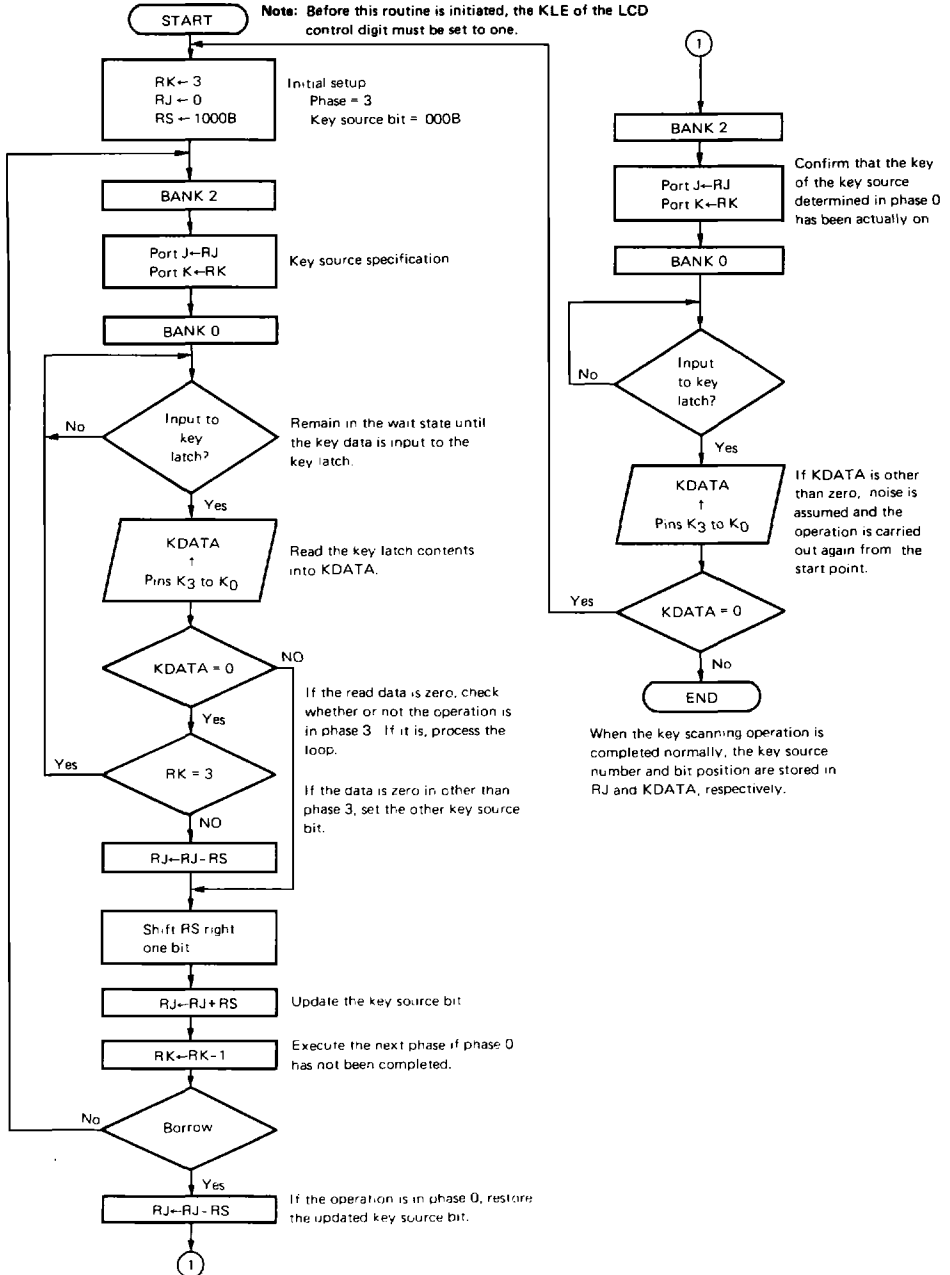 Note: Before this routine is initiated, the KLE of the LCD
control digit must be set to one.
START
RK←3
RJ←0
RS←1000B
Initial setup
Phase = 3
Key source bit = 000B
BANK 2
Port J←RJ
Port K←RK
Key source specification
BANK 0
Input to
key
latch?
No
Yes
Remain in the wait state until
the key data is input to the
key latch.
KDATA
↑
Pins K3 to K0
Read the key latch contents
into KDATA.
KDATA = 0
NO
Yes
If the read data is zero, check
whether or not the operation is
in phase 3 If it is, process the
loop.
If the data is zero in other than
phase 3, set the other key source
bit.
RK = 3
Yes
NO
RJ←RJ-RS
Shift RS right
one bit
RJ←RJ+RS
Update the key source bit
RK←RK-1
Execute the next phase if phase 0
has not been completed.
Borrow
No
Yes
RJ←RJ-RS
If the operation is in phase 0, restore
the updated key source bit.
1
1
BANK 2
Port J←RJ
Port K←RK
Confirm that the key
of the key source
determined in phase 0
has been actually on
BANK 0
Input
to key
latch?
No
Yes
KDATA
↑
Pins K3 to K0
If KDATA is other
than zero, noise is
assumed and the
operation is carried
out again from the
start point.
KDATA = 0
Yes
No
END
When the key scanning operation is
completed normally, the key source
number and bit position are stored in
RJ and KDATA, respectively.